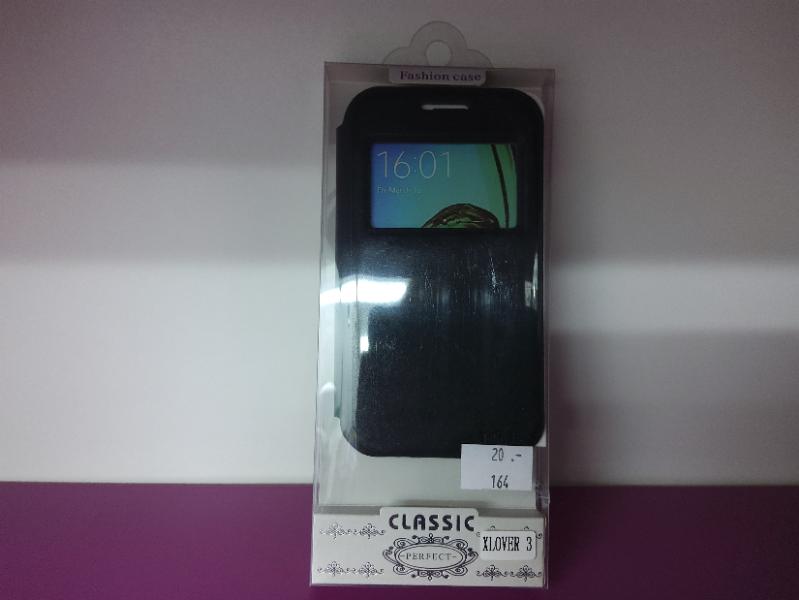 Fashion case
16:01
20 .-
164
CLASSIC
PERFECT
XLOVER 3